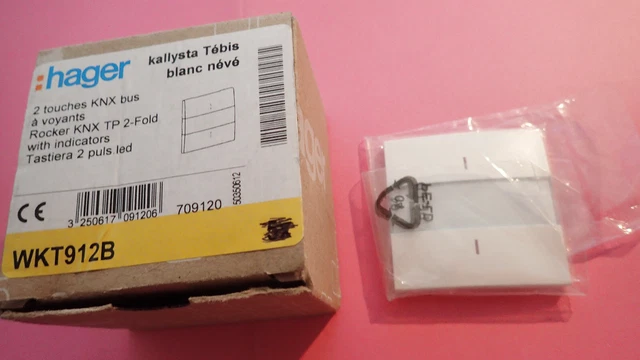 :hager
kallysta Tébis
blanc névé
2 touches KNX bus
à voyants
Rocker KNX TP 2-Fold
with indicators
Tastiera 2 puls led
CE
3 250617 091206
709120
50350612
WKT912B